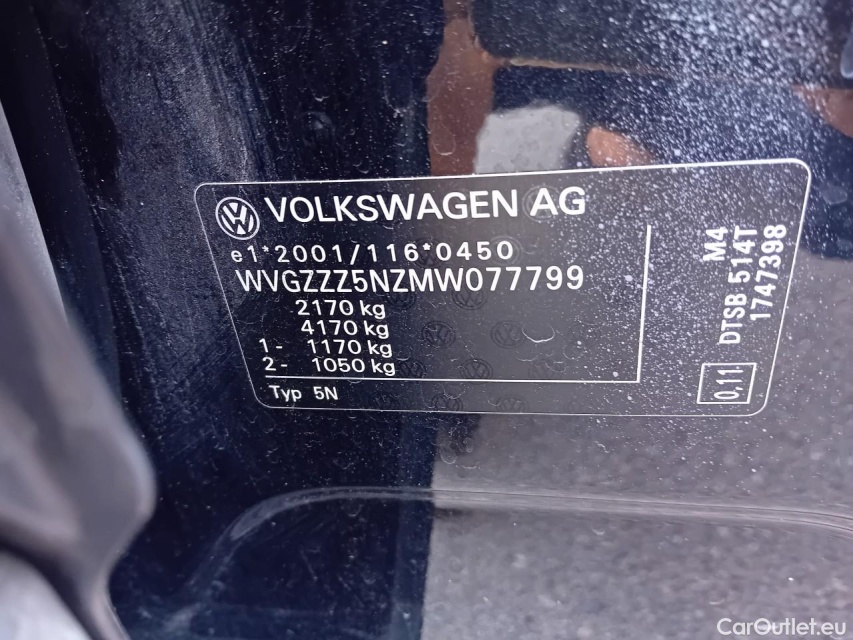 VOLKSWAGEN AG
e1*2001/116*0450
WVGZZZ5NZMW077799
2170 kg
4170 kg
1- 1170 kg
2- 1050 kg
Typ 5N
M4
DTSB 514T
1747398
0,11
CarOutlet.eu